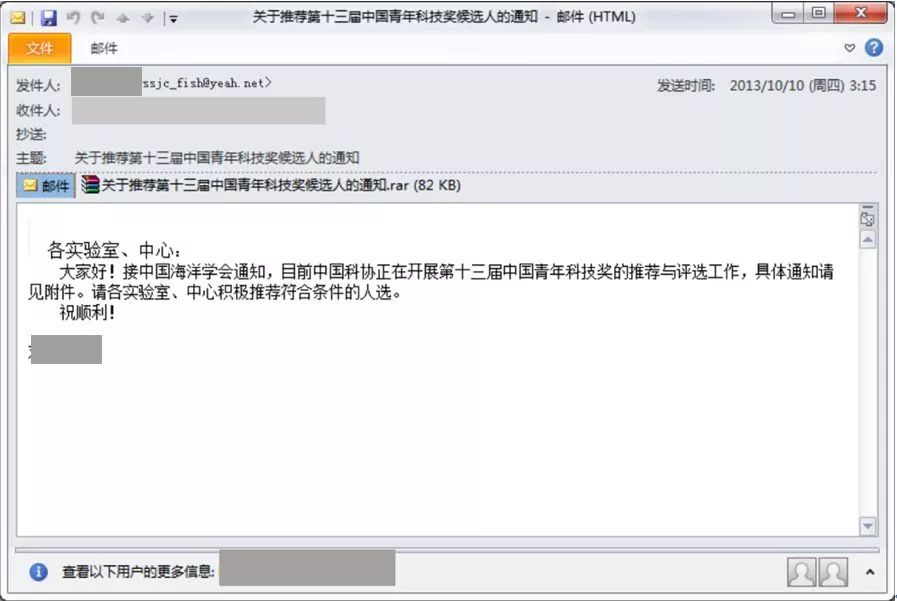 关于推荐第十三届中国青年科技奖候选人的通知 - 邮件 (HTML)
文件 邮件
发件人: ssjc_fish@yeah.net> 发送时间: 2013/10/10 (周四) 3:15
收件人:
抄送:
主题: 关于推荐第十三届中国青年科技奖候选人的通知
邮件 关于推荐第十三届中国青年科技奖候选人的通知.rar (82 KB)
各实验室、中心：
大家好！接中国海洋学会通知，目前中国科协正在开展第十三届中国青年科技奖的推荐与评选工作，具体通知请
见附件。请各实验室、中心积极推荐符合条件的人选。
祝顺利！
查看以下用户的更多信息: